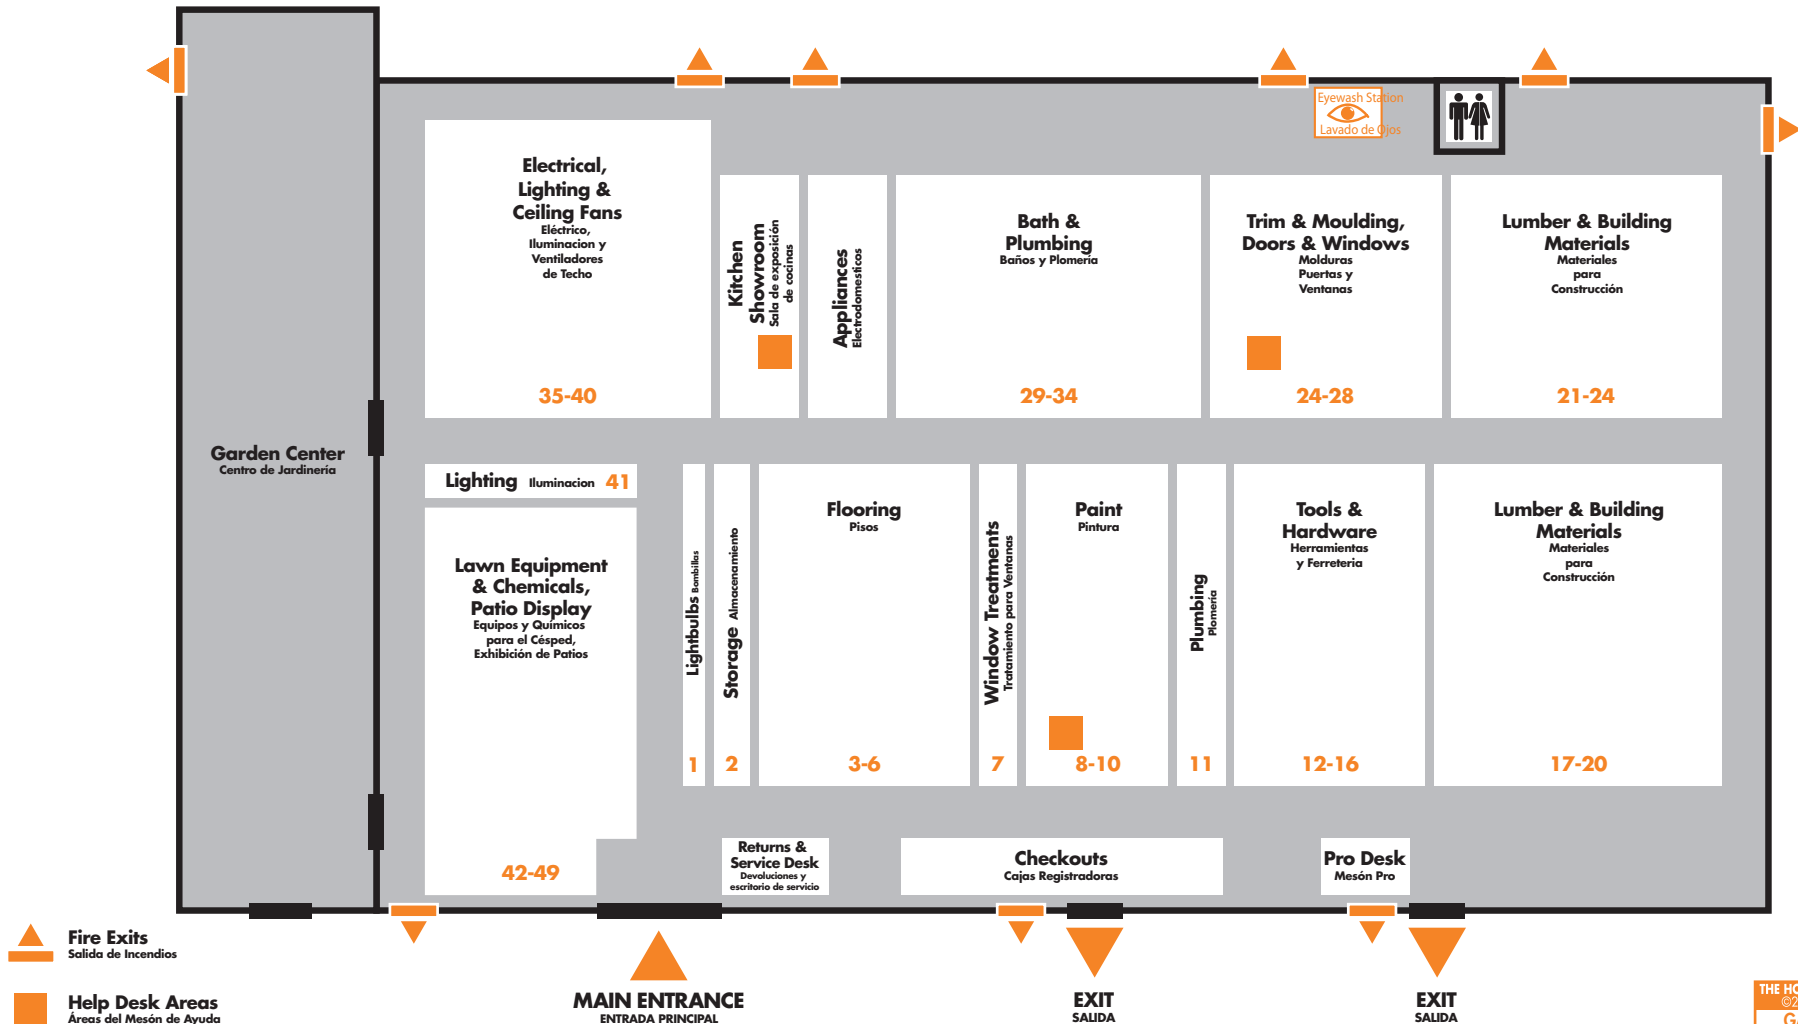 Eyewash Station
Lavado de Ojos
Electrical,
Lighting &
Ceiling Fans
Eléctrico,
Iluminacion y
Ventiladores
de Techo
35-40
Kitchen
Showroom
Sala de exposición
de cocinas
Appliances
Electrodomesticos
Bath &
Plumbing
Baños y Plomería
29-34
Trim & Moulding,
Doors & Windows
Molduras
Puertas y
Ventanas
24-28
Lumber & Building
Materials
Materiales
para
Construcción
21-24
Garden Center
Centro de Jardinería
Lighting Iluminacion 41
Lawn Equipment
& Chemicals,
Patio Display
Equipos y Químicos
para el Césped,
Exhibición de Patios
42-49
Lightbulbs Bombillas
1
Storage Almacenamiento
2
Flooring
Pisos
3-6
Window Treatments
Tratamiento para Ventanas
7
Paint
Pintura
8-10
Plumbing
Plomería
11
Tools &
Hardware
Herramientas
y Ferreteria
12-16
Lumber & Building
Materials
Materiales
para
Construcción
17-20
Returns &
Service Desk
Devoluciones y
escritorio de servicio
Checkouts
Cajas Registradoras
Pro Desk
Mesón Pro
Fire Exits
Salida de Incendios
Help Desk Areas
Áreas del Mesón de Ayuda
MAIN ENTRANCE
ENTRADA PRINCIPAL
EXIT
SALIDA
EXIT
SALIDA
THE HO
©2